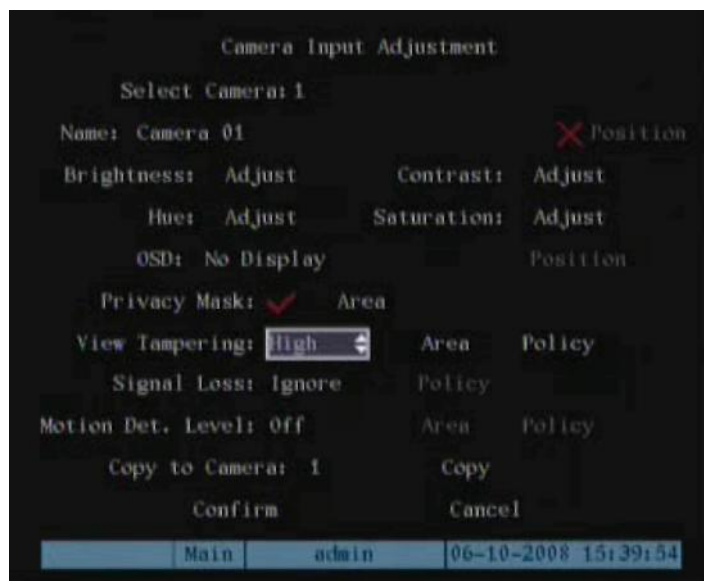 Camera Input Adjustment
Select Camera: 1
Name: Camera 01 Position
Brightness: Adjust Contrast: Adjust
Hue: Adjust Saturation: Adjust
OSD: No Display Position
Privacy Mask: Area
View Tampering: High Area Policy
Signal Loss: Ignore Policy
Motion Det. Level: Off Area Policy
Copy to Camera: 1 Copy
Confirm Cancel
Main admin 06-10-2008 15:39:54